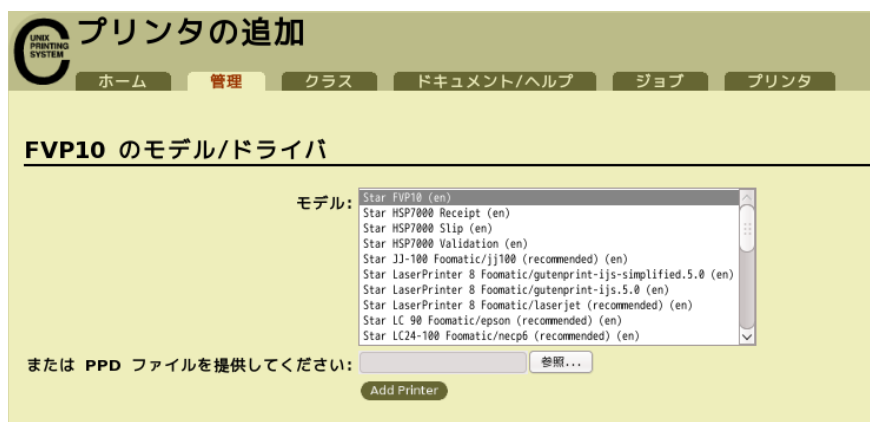 UNIX
PRINTING
SYSTEM
プリンタの追加
ホーム 管理 クラス ドキュメント/ヘルプ ジョブ プリンタ
FVP10 のモデル/ドライバ
モデル:
Star FVP10 (en)
Star HSP7000 Receipt (en)
Star HSP7000 Slip (en)
Star HSP7000 Validation (en)
Star JJ-100 Foomatic/jj100 (recommended) (en)
Star LaserPrinter 8 Foomatic/gutenprint-ijs-simplified.5.0 (en)
Star LaserPrinter 8 Foomatic/gutenprint-ijs.5.0 (en)
Star LaserPrinter 8 Foomatic/laserjet (recommended) (en)
Star LC 90 Foomatic/epson (recommended) (en)
Star LC24-100 Foomatic/necp6 (recommended) (en)
または PPD ファイルを提供してください: 参照...
Add Printer